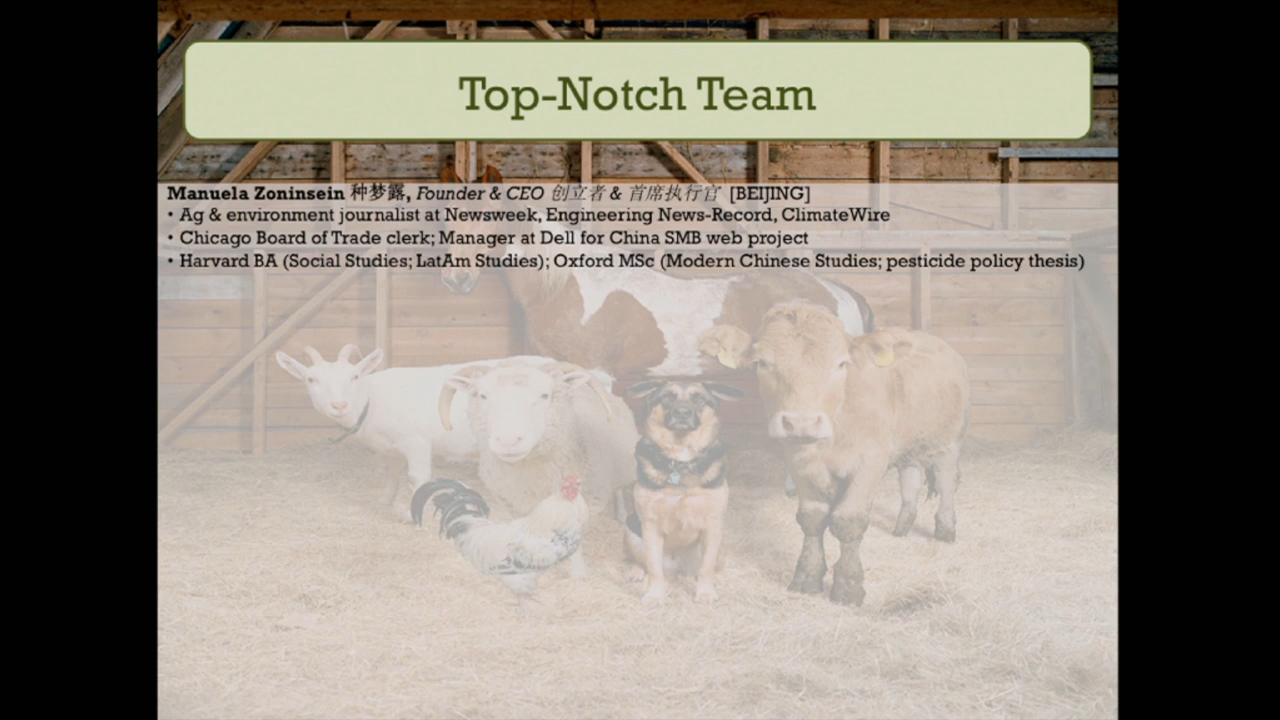 Top-Notch Team
Manuela Zoninsein 种梦露, Founder & CEO 创立者 & 首席执行官 [BEIJING]
• Ag & environment journalist at Newsweek, Engineering News-Record, ClimateWire
• Chicago Board of Trade clerk; Manager at Dell for China SMB web project
• Harvard BA (Social Studies; LatAm Studies); Oxford MSc (Modern Chinese Studies; pesticide policy thesis)